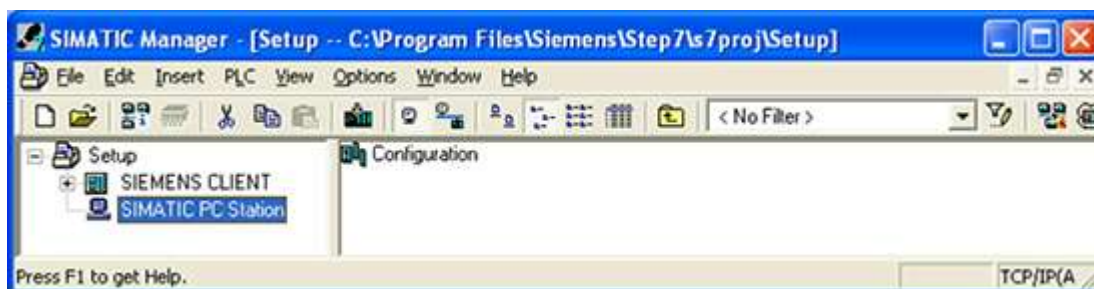 SIMATIC Manager - [Setup -- C:\Program Files\Siemens\Step7\s7proj\Setup]
File Edit Insert PLC View Options Window Help
< No Filter >
Setup
SIEMENS CLIENT
SIMATIC PC Station
Configuration
Press F1 to get Help.
TCP/IP(A